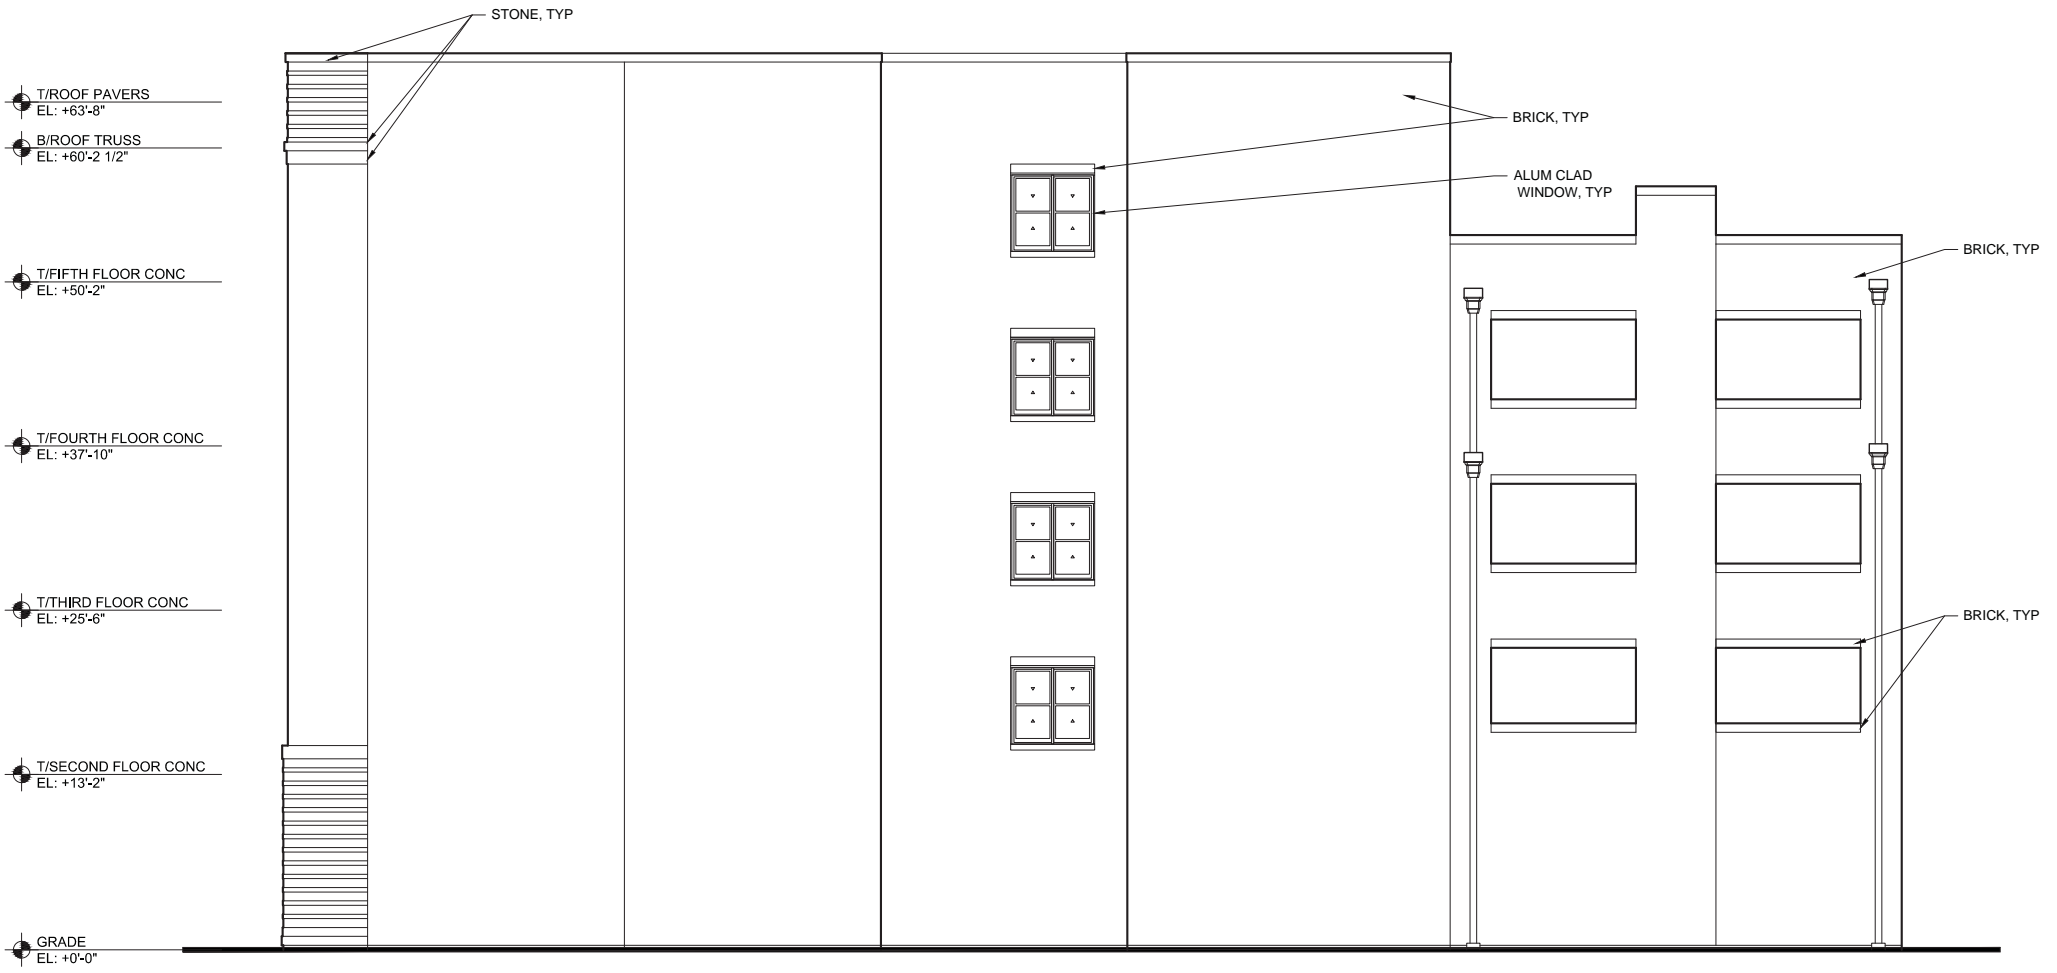 STONE, TYP
T/ROOF PAVERS
EL: +63'-8"
BRICK, TYP
B/ROOF TRUSS
EL: +60'-2 1/2"
ALUM CLAD
WINDOW, TYP
BRICK, TYP
T/FIFTH FLOOR CONC
EL: +50'-2"
T/FOURTH FLOOR CONC
EL: +37'-10"
T/THIRD FLOOR CONC
EL: +25'-6"
BRICK, TYP
T/SECOND FLOOR CONC
EL: +13'-2"
GRADE
EL: +0'-0"